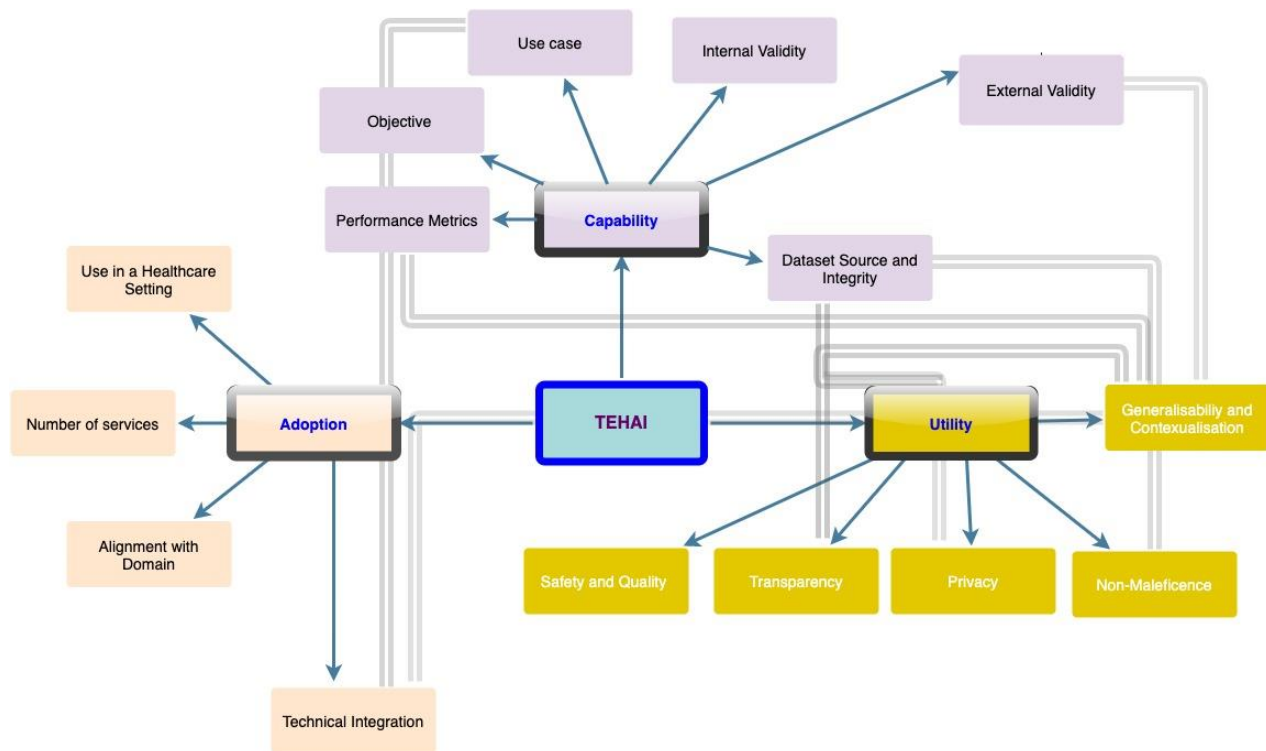 Use case
Internal Validity
External Validity
Objective
Performance Metrics
Capability
Dataset Source and
Integrity
Use in a Healthcare
Setting
Number of services
Adoption
TEHAI
Utility
Generalisabiliy and
Contexualisation
Alignment with
Domain
Safety and Quality
Transparency
Privacy
Non-Maleficence
Technical Integration